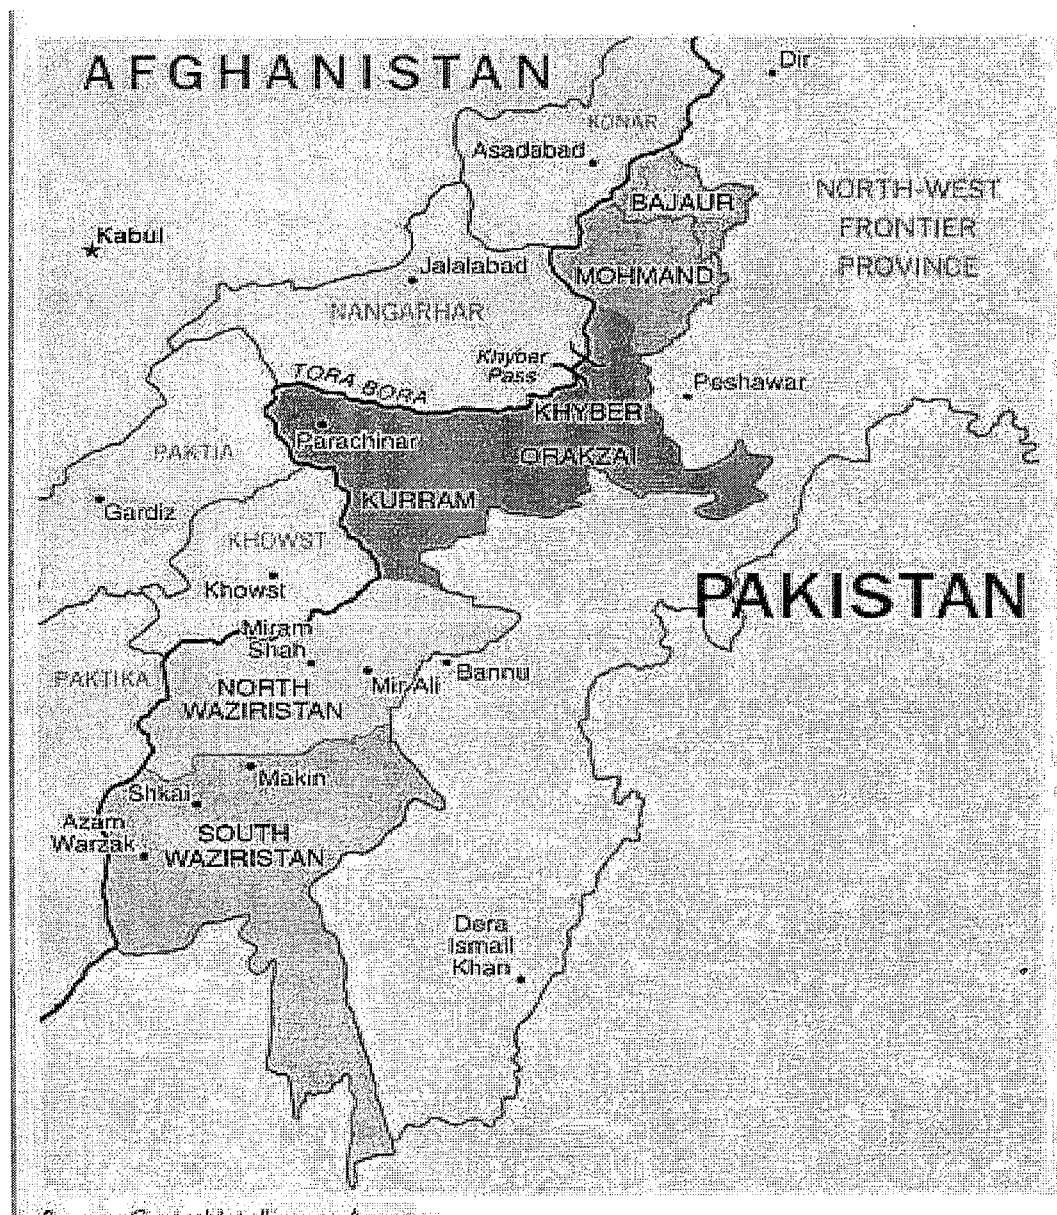 AFGHANISTAN
Dir
KONAR
Asadabad
BAJAUR
NORTH-WEST
FRONTIER
PROVINCE
Kabul
Jalalabad
MOHMAND
NANGARHAR
Khyber
Pass
TORA BORA
Peshawar
KHYBER
Parachinar
PAKTIA
ORAKZAI
KURRAM
Gardiz
KHOWST
Khowst
PAKISTAN
Miram
Shah
Bannu
PAKTIKA
Mir Ali
NORTH
WAZIRISTAN
Makin
Shkai
Azam
Warzak
SOUTH
WAZIRISTAN
Dera
Ismail
Khan